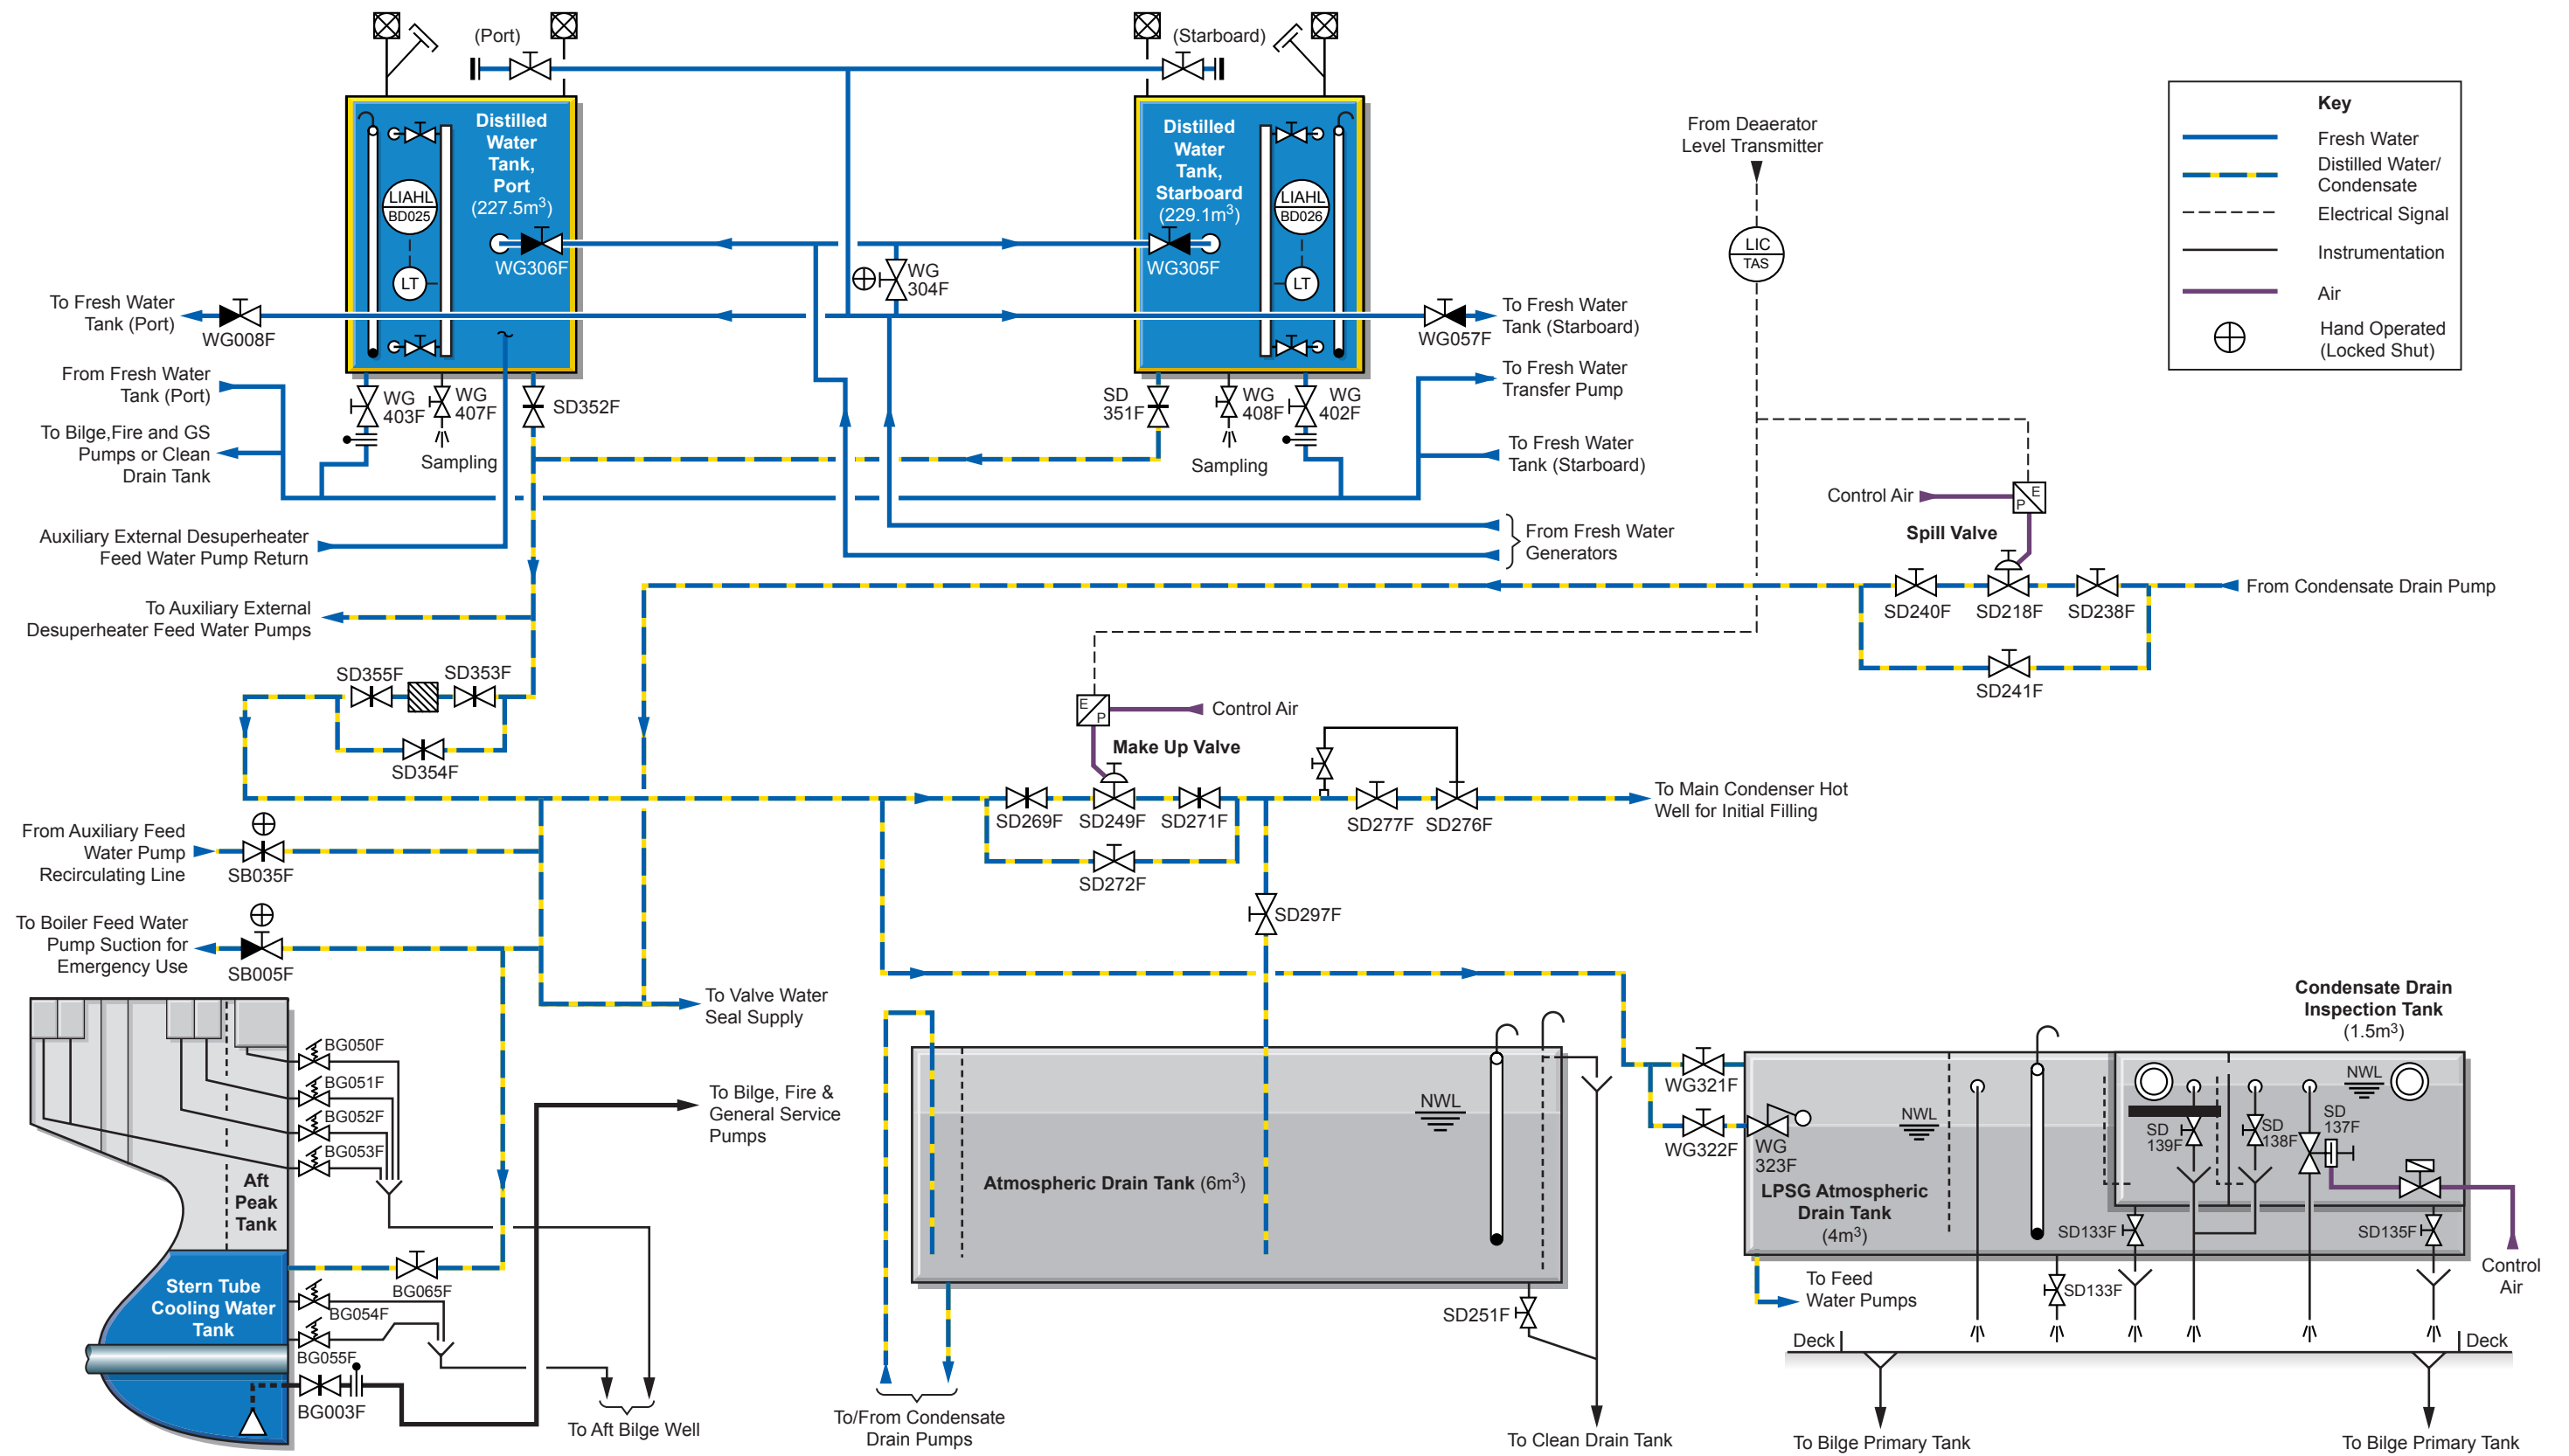 (Port)
(Starboard)
Distilled
Water
Tank,
Port
(227.5m³)
LIAHL
BD025
LT
WG306F
Distilled
Water
Tank,
Starboard
(229.1m³)
LIAHL
BD026
LT
WG305F
WG
304F
From Deaerator
Level Transmitter
LIC
TAS
Key
Fresh Water
Distilled Water/
Condensate
Electrical Signal
Instrumentation
Air
Hand Operated
(Locked Shut)
To Fresh Water
Tank (Port)
WG008F
WG057F
To Fresh Water
Tank (Starboard)
From Fresh Water
Tank (Port)
To Bilge,Fire and GS
Pumps or Clean
Drain Tank
WG
403F
WG
407F
Sampling
SD352F
SD
351F
WG
408F
Sampling
WG
402F
To Fresh Water
Transfer Pump
To Fresh Water
Tank (Starboard)
From Fresh Water
Generators
Auxiliary External Desuperheater
Feed Water Pump Return
To Auxiliary External
Desuperheater Feed Water Pumps
Control Air
E
P
Spill Valve
SD240F
SD218F
SD238F
From Condensate Drain Pump
SD241F
SD355F
SD353F
SD354F
E
P
Control Air
Make Up Valve
SD269F
SD249F
SD271F
SD272F
SD277F
SD276F
To Main Condenser Hot
Well for Initial Filling
SD297F
From Auxiliary Feed
Water Pump
Recirculating Line
SB035F
To Boiler Feed Water
Pump Suction for
Emergency Use
SB005F
To Valve Water
Seal Supply
BG050F
BG051F
BG052F
BG053F
Aft
Peak
Tank
To Bilge, Fire &
General Service
Pumps
Stern Tube
Cooling Water
Tank
BG065F
BG054F
BG055F
BG003F
To Aft Bilge Well
Atmospheric Drain Tank (6m³)
NWL
SD251F
To/From Condensate
Drain Pumps
To Clean Drain Tank
WG321F
WG322F
WG
323F
NWL
LPSG Atmospheric
Drain Tank
(4m³)
To Feed
Water Pumps
Condensate Drain
Inspection Tank
(1.5m³)
NWL
SD
139F
SD
138F
SD
137F
SD133F
SD133F
SD135F
Control
Air
Deck
Deck
To Bilge Primary Tank
To Bilge Primary Tank